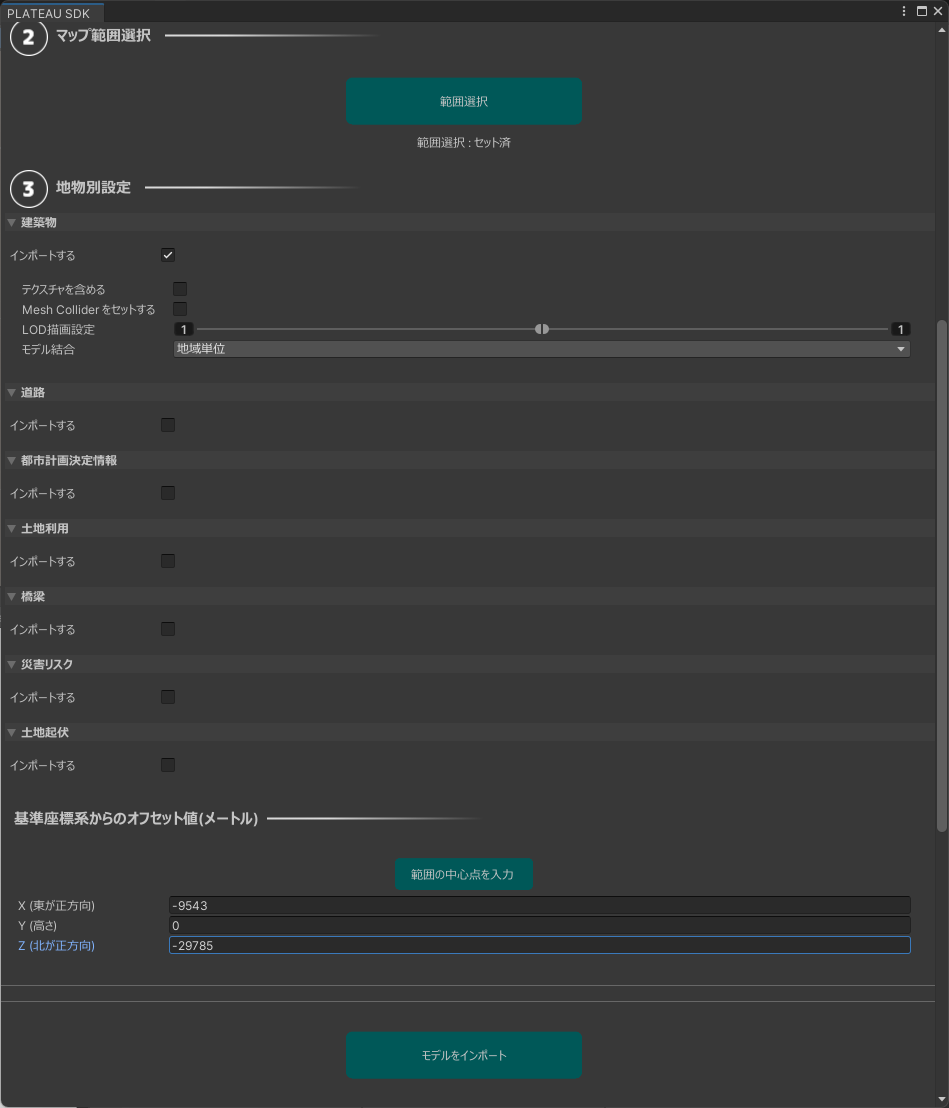 PLATEAU SDK
2 マップ範囲選択
範囲選択
範囲選択 : セット済
3 地物別設定
建築物
インポートする
テクスチャを含める
Mesh Collider をセットする
LOD描画設定 1 1
モデル結合 地域単位
道路
インポートする
都市計画決定情報
インポートする
土地利用
インポートする
橋梁
インポートする
災害リスク
インポートする
土地起伏
インポートする
基準座標系からのオフセット値(メートル)
範囲の中心点を入力
X (東が正方向) -9543
Y (高さ) 0
Z (北が正方向) -29785
モデルをインポート